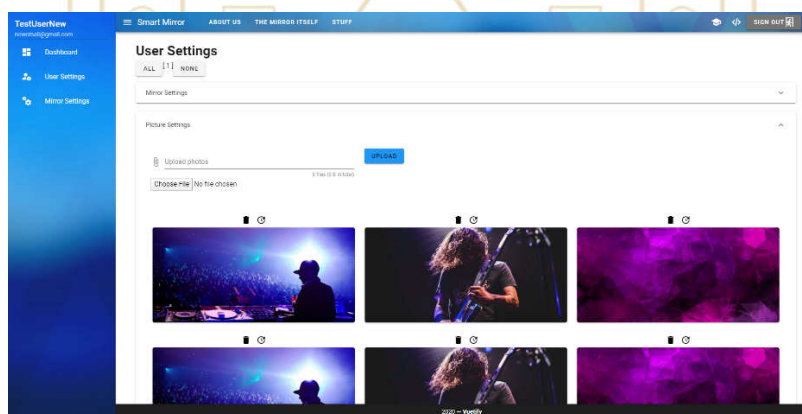 TestUserNew
Smart Mirror ABOUT US THE MIRROR ITSELF STUFF
SIGN OUT
Dashboard
User Settings
Mirror Settings
User Settings
ALL [ 1 ] NONE
Mirror Settings
Picture Settings
Upload photos
UPLOAD
Choose File No file chosen
2020 — Vuetify